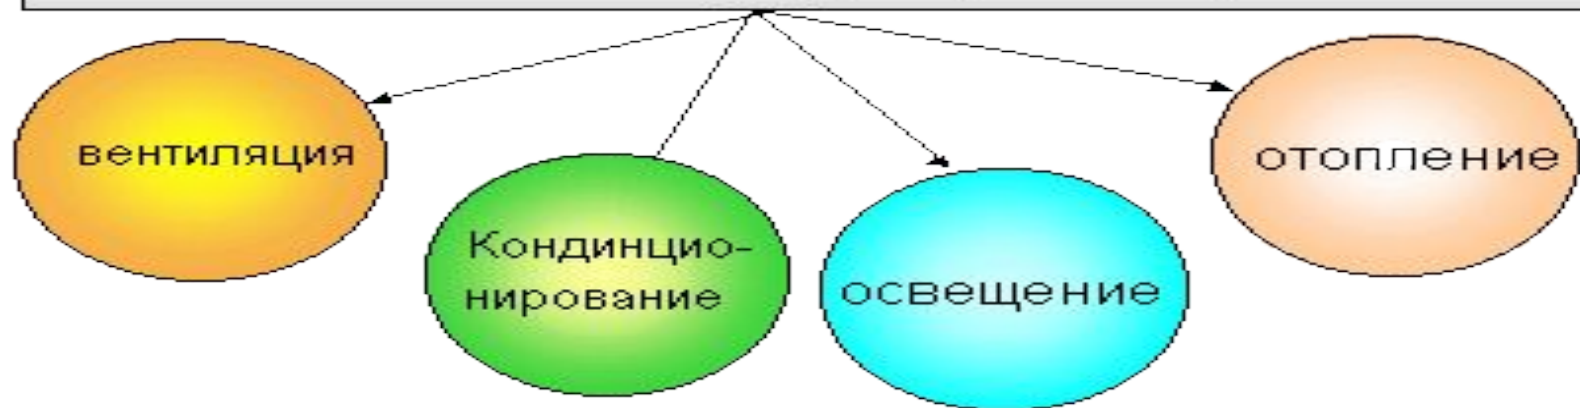 вентиляция
отопление
Кондинцио-
нирование
освещение